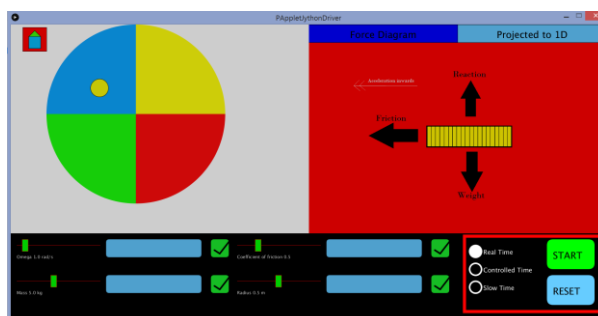 PAppletJythonDriver
Force Diagram
Projected to 1D
Acceleration inwards
Reaction
Friction
Weight
Omega 1.0 rad/s
Coefficient of friction 0.5
Mass 5.0 kg
Radius 0.5 m
Real Time
Controlled Time
Slow Time
START
RESET